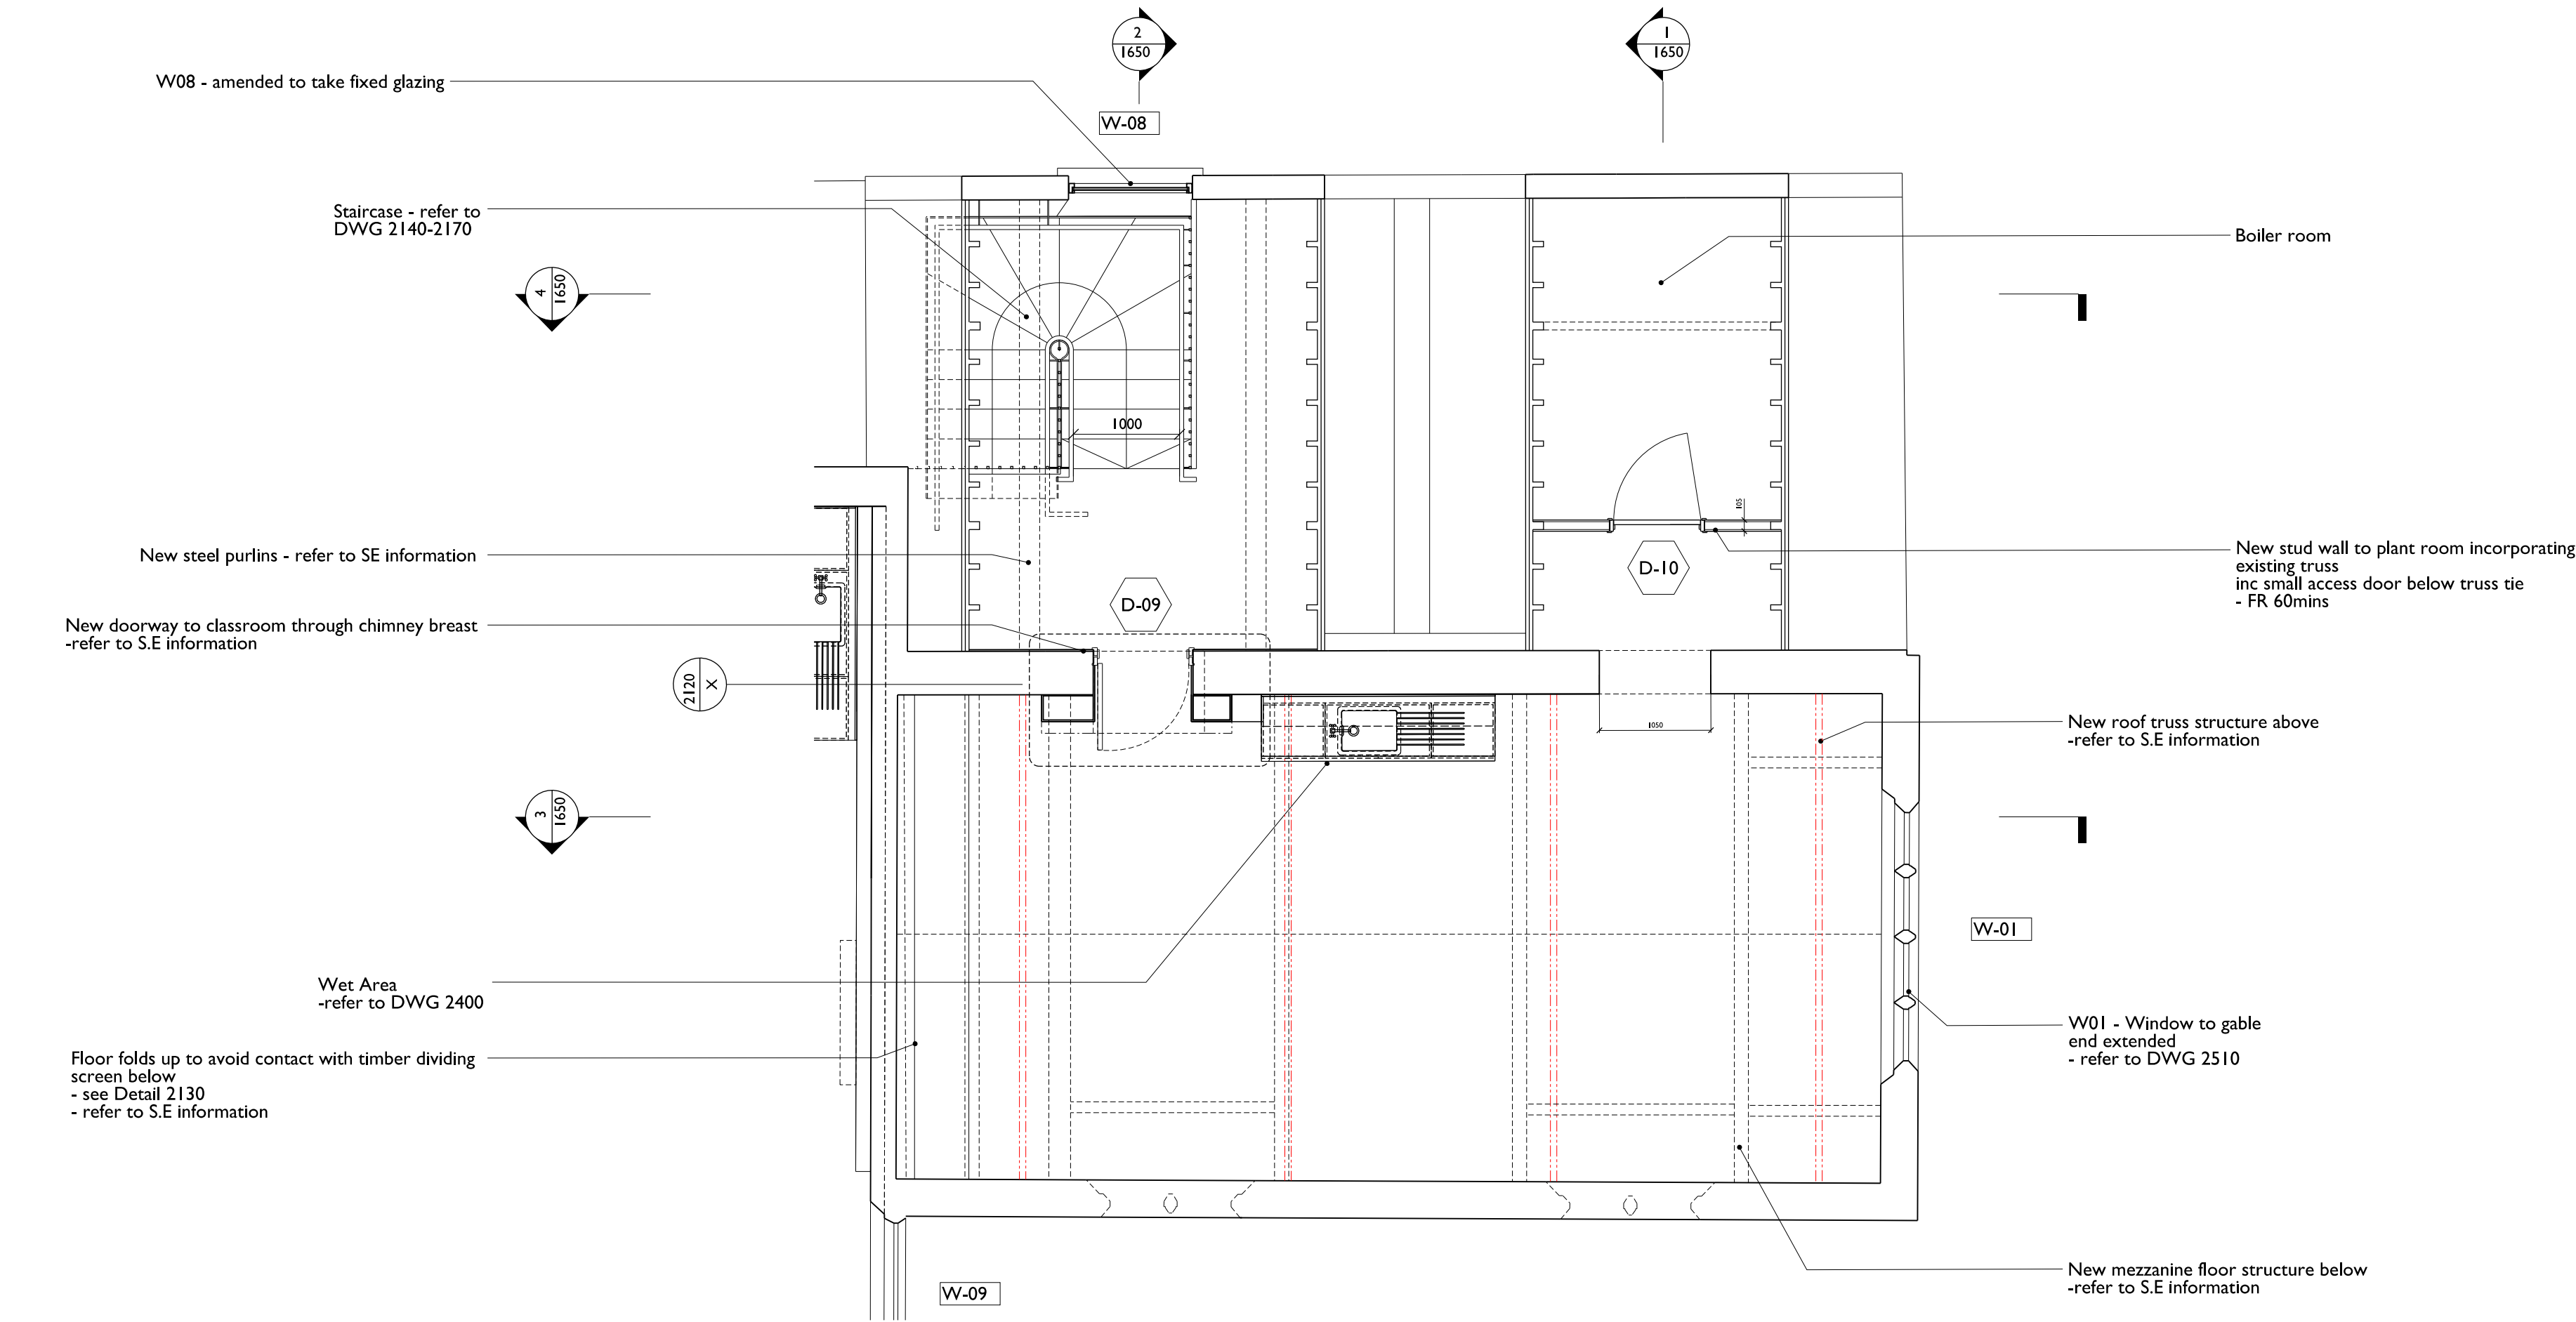 2
1650
1
1650
W08 - amended to take fixed glazing
W-08
Staircase - refer to
DWG 2140-2170
Boiler room
4
1650
1000
105
New steel purlins - refer to SE information
New stud wall to plant room incorporating
existing truss
inc small access door below truss tie
- FR 60mins
D-10
D-09
New doorway to classroom through chimney breast
-refer to S.E information
2120
X
1050
New roof truss structure above
-refer to S.E information
3
1650
W-01
Wet Area
-refer to DWG 2400
W01 - Window to gable
end extended
- refer to DWG 2510
Floor folds up to avoid contact with timber dividing
screen below
- see Detail 2130
- refer to S.E information
New mezzanine floor structure below
-refer to S.E information
W-09